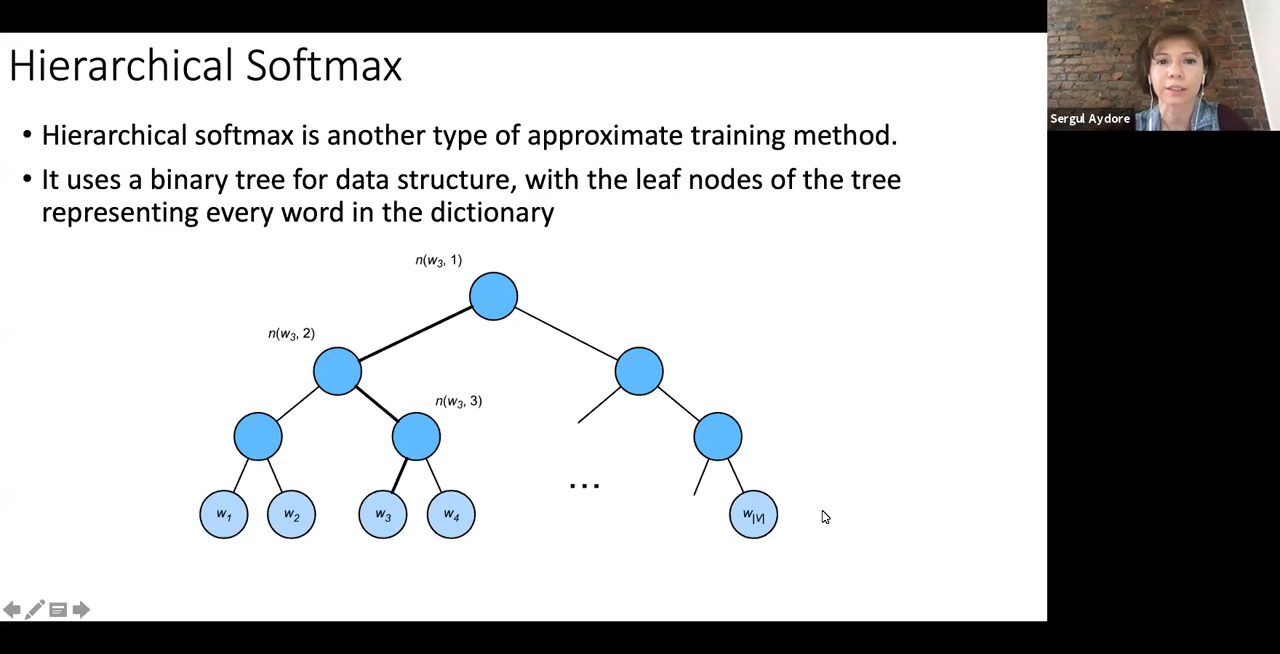 Hierarchical Softmax
Sergul Aydore
• Hierarchical softmax is another type of approximate training method.
• It uses a binary tree for data structure, with the leaf nodes of the tree
representing every word in the dictionary
n(w3, 1)
n(w3, 2)
n(w3, 3)
...
w1 w2 w3 w4 w|V|